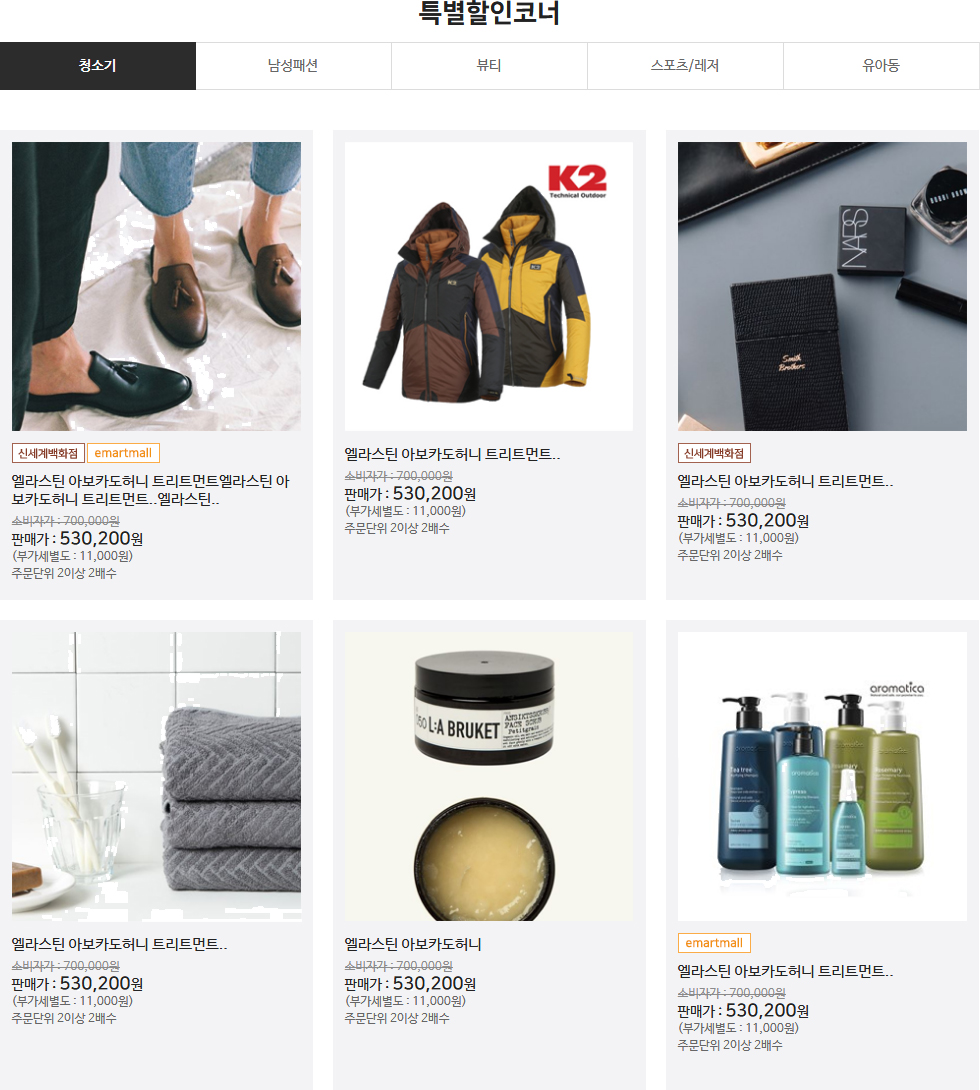 특별할인코너
청소기
남성패션
뷰티
스포츠/레저
유아동
K2
Technical Outdoor
K2
NARS
BOBBI BROWN
Smith
Brothers
신세계백화점 emartmall
엘라스틴 아보카도허니 트리트먼트엘라스틴 아
보카도허니 트리트먼트..엘라스틴..
소비자가 : 700,000원
판매가 : 530,200원
(부가세별도 : 11,000원)
주문단위 2이상 2배수
엘라스틴 아보카도허니 트리트먼트..
소비자가 : 700,000원
판매가 : 530,200원
(부가세별도 : 11,000원)
주문단위 2이상 2배수
신세계백화점
엘라스틴 아보카도허니 트리트먼트..
소비자가 : 700,000원
판매가 : 530,200원
(부가세별도 : 11,000원)
주문단위 2이상 2배수
L:A BRUKET
FACE SCRUB
Petitgrain
aromatica
Tea tree
aromatica
Cypress
Rosemary
엘라스틴 아보카도허니 트리트먼트..
소비자가 : 700,000원
판매가 : 530,200원
(부가세별도 : 11,000원)
주문단위 2이상 2배수
엘라스틴 아보카도허니
소비자가 : 700,000원
판매가 : 530,200원
(부가세별도 : 11,000원)
주문단위 2이상 2배수
emartmall
엘라스틴 아보카도허니 트리트먼트..
소비자가 : 700,000원
판매가 : 530,200원
(부가세별도 : 11,000원)
주문단위 2이상 2배수